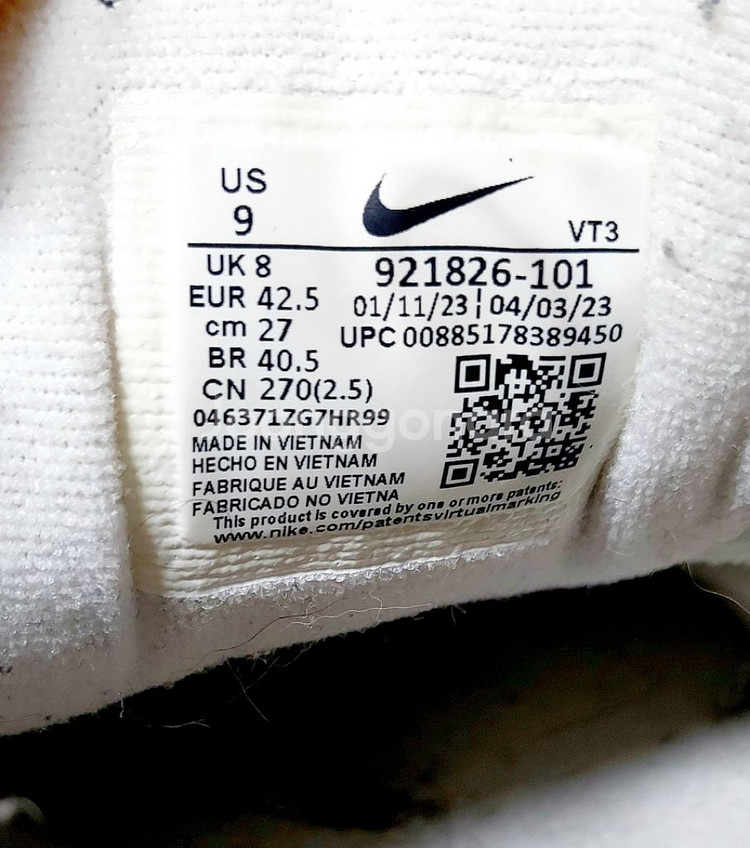 US
9
VT3
UK 8
921826-101
EUR 42.5
01/11/23 | 04/03/23
cm 27
UPC 00885178389450
BR 40.5
CN 270(2.5)
046371ZG7HR99
MADE IN VIETNAM
HECHO EN VIETNAM
FABRIQUE AU VIETNAM
FABRICADO NO VIETNA
This product is covered by one or more patents:
www.nike.com/patentsvirtualmarking